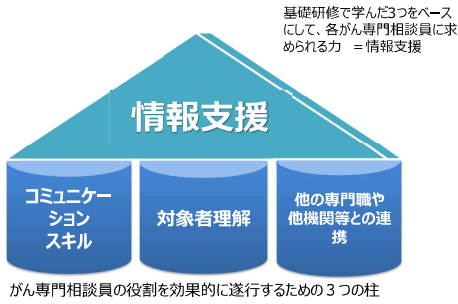 基礎研修で学んだ3つをベース
にして、各がん専門相談員に求
められる力　＝情報支援
情報支援
コミュニケー
ション
スキル
対象者理解
他の専門職や
他機関等との連
携
がん専門相談員の役割を効果的に遂行するための３つの柱